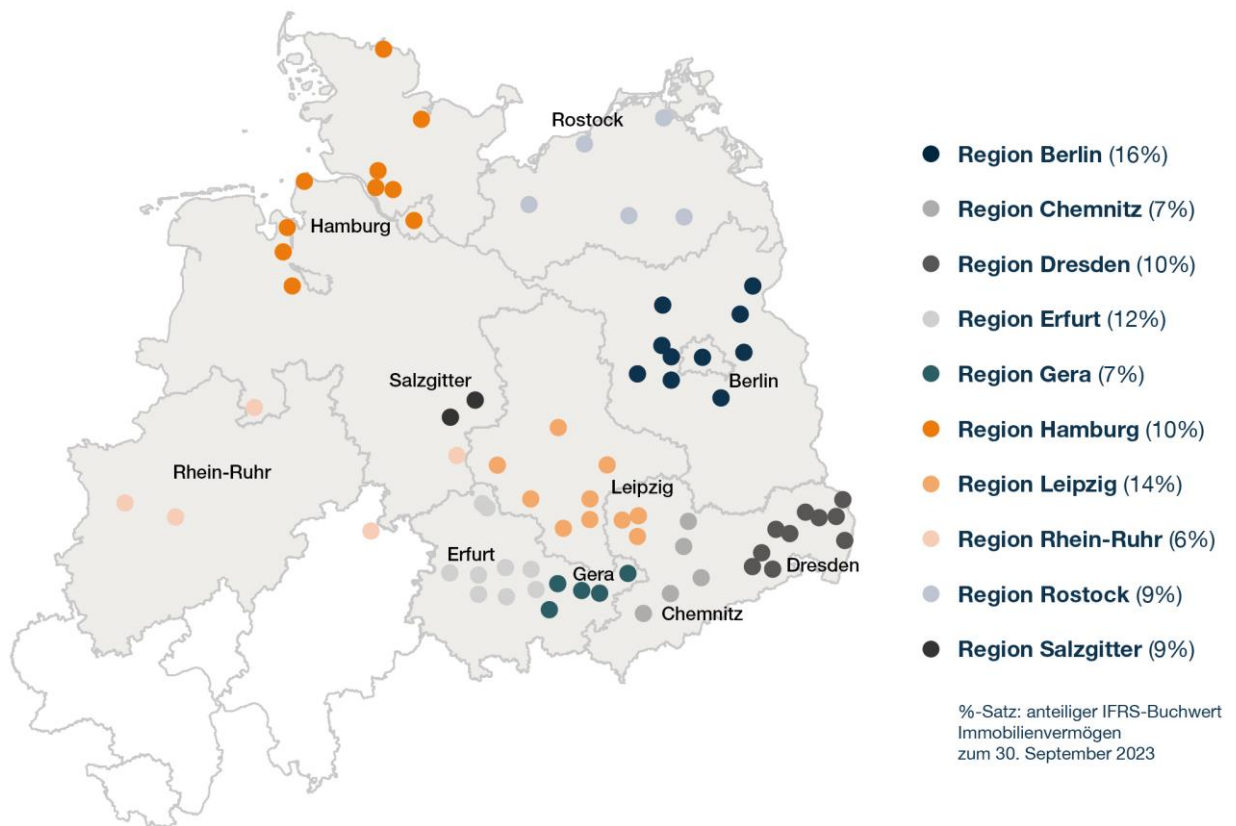 Rostock
Hamburg
Salzgitter
Berlin
Rhein-Ruhr
Leipzig
Erfurt
Gera
Dresden
Chemnitz
Region Berlin (16%)
Region Chemnitz (7%)
Region Dresden (10%)
Region Erfurt (12%)
Region Gera (7%)
Region Hamburg (10%)
Region Leipzig (14%)
Region Rhein-Ruhr (6%)
Region Rostock (9%)
Region Salzgitter (9%)
%-Satz: anteiliger IFRS-Buchwert
Immobilienvermögen
zum 30. September 2023